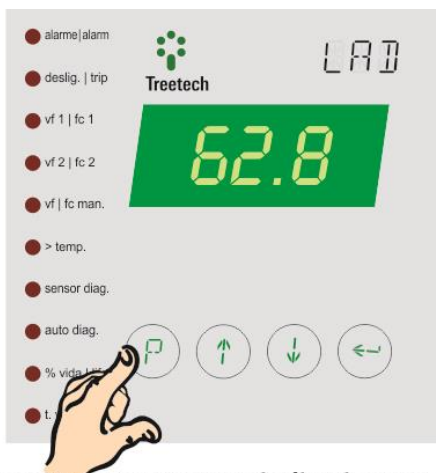 alarme|alarm
deslig. | trip
vf 1 | fc 1
vf 2 | fc 2
vf | fc man.
> temp.
sensor diag.
auto diag.
% vida
t.
Treetech
LAD
62.8
P